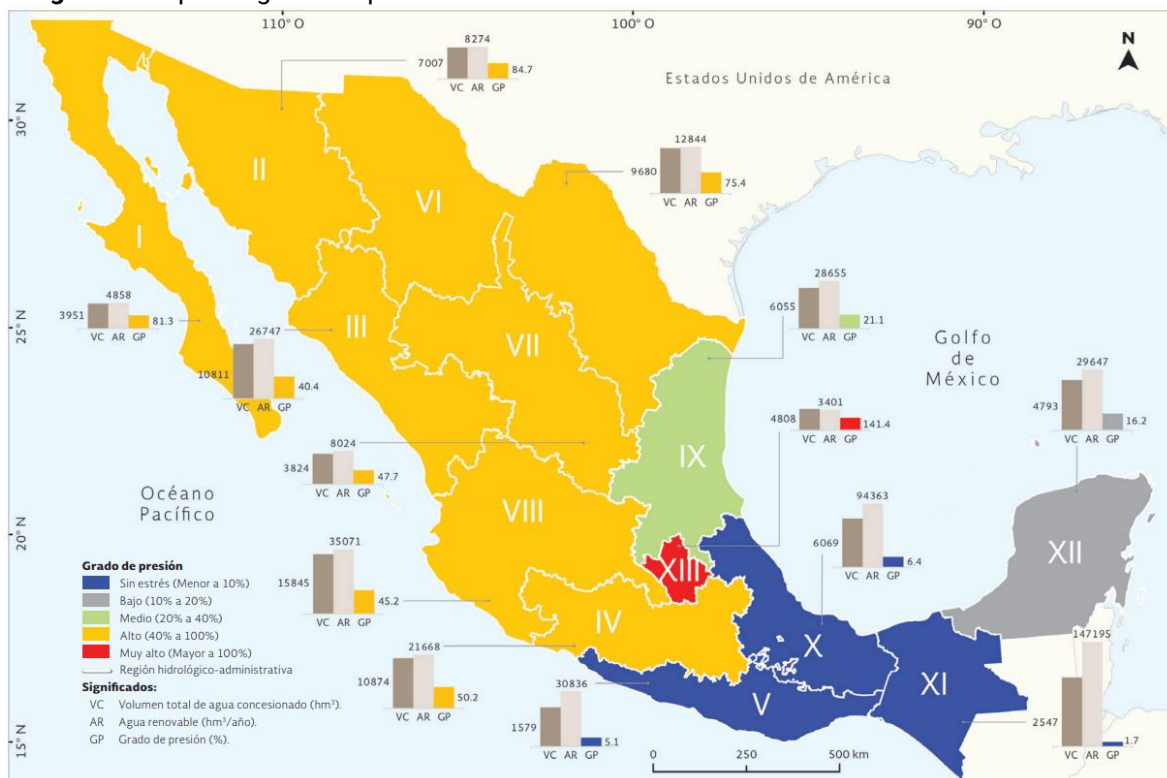 110° O
100° O
90° O
N
30° N
25° N
20° N
15° N
Estados Unidos de América
Golfo
de
México
Océano
Pacífico
8274
7007
84.7
VC AR GP
12844
9680
75.4
VC AR GP
4858
3951
81.3
VC AR GP
26747
10811
40.4
VC AR GP
28655
6055
21.1
VC AR GP
3401
4808
141.4
VC AR GP
29647
4793
16.2
VC AR GP
8024
3824
47.7
VC AR GP
94363
6069
6.4
VC AR GP
35071
15845
45.2
VC AR GP
21668
10874
50.2
VC AR GP
30836
1579
5.1
VC AR GP
147195
2547
1.7
VC AR GP
I
II
III
IV
V
VI
VII
VIII
IX
X
XI
XII
XIII
Grado de presión
Sin estrés (Menor a 10%)
Bajo (10% a 20%)
Medio (20% a 40%)
Alto (40% a 100%)
Muy alto (Mayor a 100%)
Región hidrológico-administrativa
Significados:
VC Volumen total de agua concesionado (hm³).
AR Agua renovable (hm³/año).
GP Grado de presión (%).
0 250 500 km